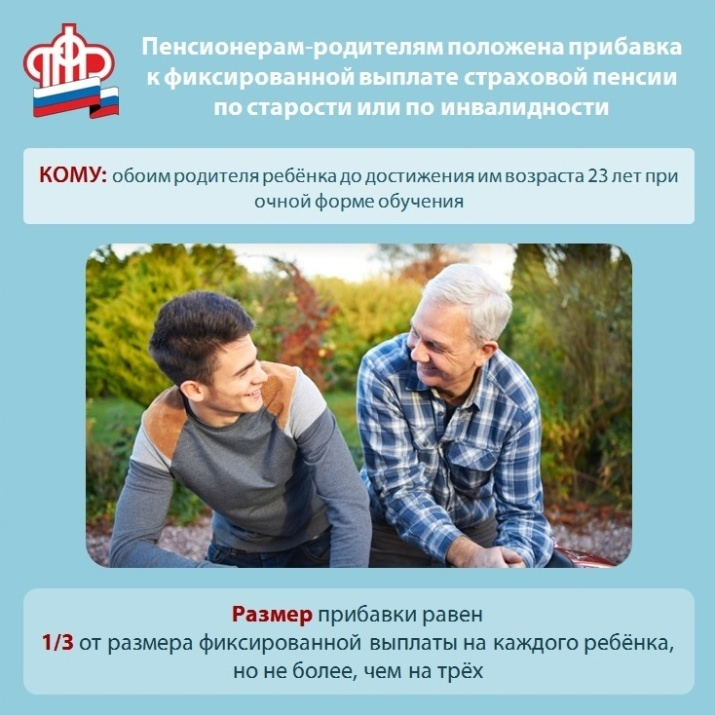 Пенсионерам-родителям положена прибавка
к фиксированной выплате страховой пенсии
по старости или по инвалидности
КОМУ: обоим родителя ребёнка до достижения им возраста 23 лет при
очной форме обучения
Размер прибавки равен
1/3 от размера фиксированной выплаты на каждого ребёнка,
но не более, чем на трёх